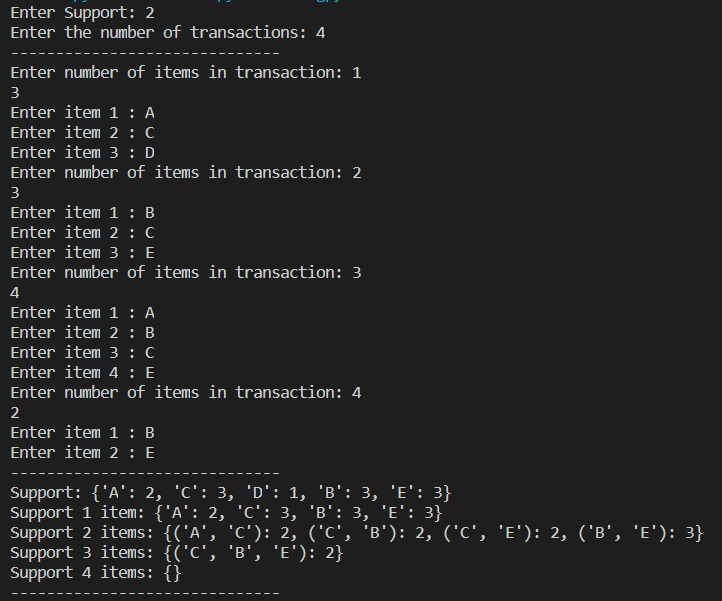 Enter Support: 2
Enter the number of transactions: 4
------------------------------
Enter number of items in transaction: 1
3
Enter item 1 : A
Enter item 2 : C
Enter item 3 : D
Enter number of items in transaction: 2
3
Enter item 1 : B
Enter item 2 : C
Enter item 3 : E
Enter number of items in transaction: 3
4
Enter item 1 : A
Enter item 2 : B
Enter item 3 : C
Enter item 4 : E
Enter number of items in transaction: 4
2
Enter item 1 : B
Enter item 2 : E
------------------------------
Support: {'A': 2, 'C': 3, 'D': 1, 'B': 3, 'E': 3}
Support 1 item: {'A': 2, 'C': 3, 'B': 3, 'E': 3}
Support 2 items: {('A', 'C'): 2, ('C', 'B'): 2, ('C', 'E'): 2, ('B', 'E'): 3}
Support 3 items: {('C', 'B', 'E'): 2}
Support 4 items: {}
------------------------------